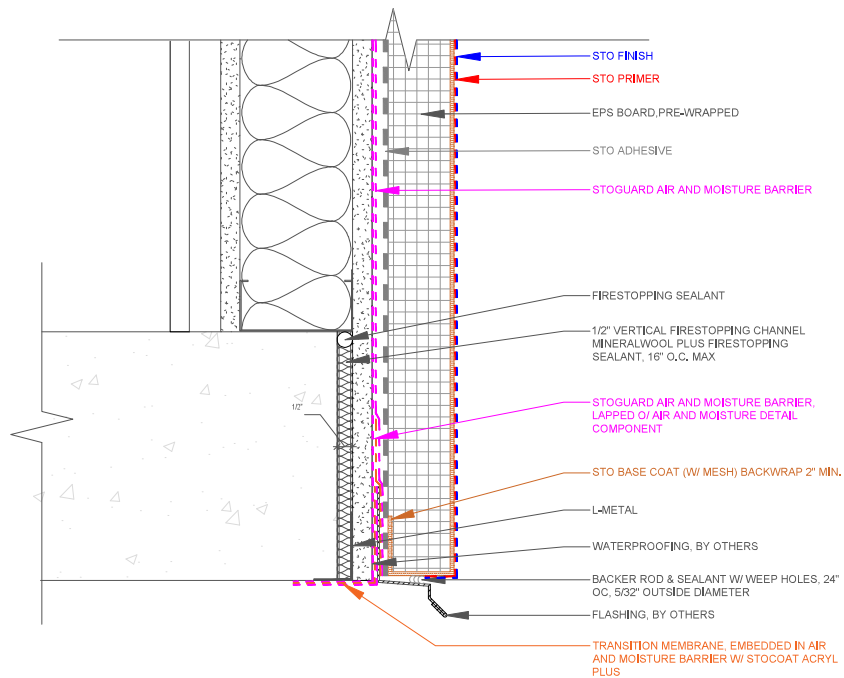 STO FINISH
STO PRIMER
EPS BOARD,PRE-WRAPPED
STO ADHESIVE
STOGUARD AIR AND MOISTURE BARRIER
FIRESTOPPING SEALANT
1/2" VERTICAL FIRESTOPPING CHANNEL
MINERALWOOL PLUS FIRESTOPPING
SEALANT, 16" O.C. MAX
STOGUARD AIR AND MOISTURE BARRIER,
LAPPED O/ AIR AND MOISTURE DETAIL
COMPONENT
1/2"
STO BASE COAT (W/ MESH) BACKWRAP 2" MIN.
L-METAL
WATERPROOFING, BY OTHERS
BACKER ROD & SEALANT W/ WEEP HOLES, 24"
OC, 5/32" OUTSIDE DIAMETER
FLASHING, BY OTHERS
TRANSITION MEMBRANE, EMBEDDED IN AIR
AND MOISTURE BARRIER W/ STOCOAT ACRYL
PLUS